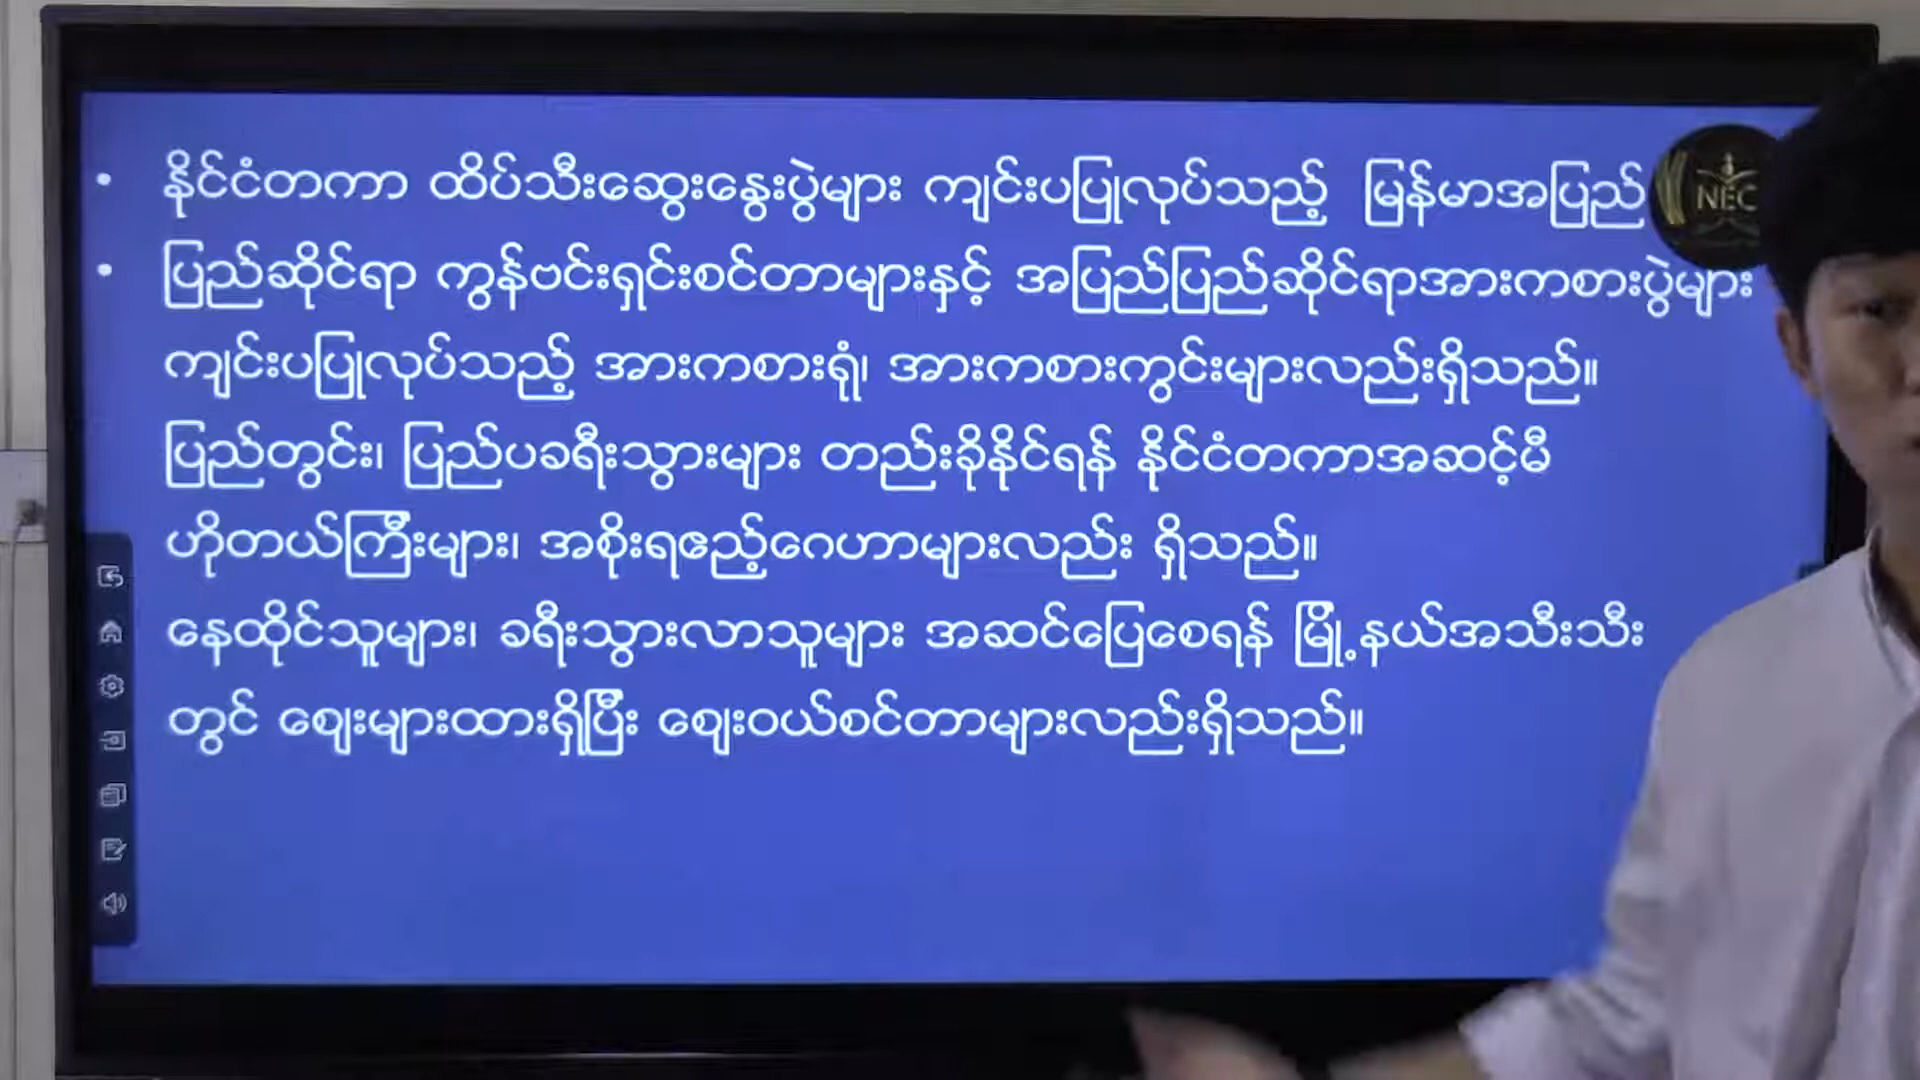 • နိုင်ငံတကာ ထိပ်သီးဆွေးနွေးပွဲများ ကျင်းပပြုလုပ်သည့် မြန်မာအပြည်
NEC
• ပြည်ဆိုင်ရာ ကွန်ဗင်းရှင်းစင်တာများနှင့် အပြည်ပြည်ဆိုင်ရာအားကစားပွဲများ
ကျင်းပပြုလုပ်သည့် အားကစားရုံ၊ အားကစားကွင်းများလည်းရှိသည်။
ပြည်တွင်း၊ ပြည်ပခရီးသွားများ တည်းခိုနိုင်ရန် နိုင်ငံတကာအဆင့်မီ
ဟိုတယ်ကြီးများ၊ အစိုးရဧည့်ဂေဟာများလည်း ရှိသည်။
နေထိုင်သူများ၊ ခရီးသွားလာသူများ အဆင်ပြေစေရန် မြို့နယ်အသီးသီး
တွင် ဈေးများထားရှိပြီး ဈေးဝယ်စင်တာများလည်းရှိသည်။